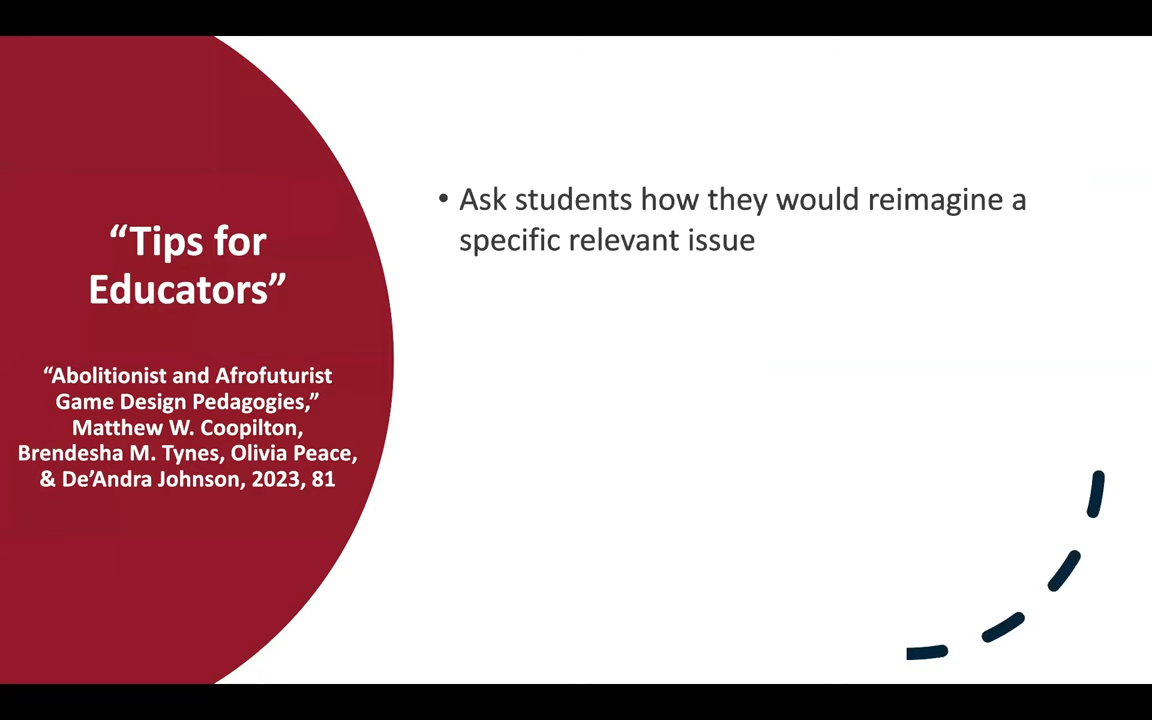 “Tips for
Educators”
“Abolitionist and Afrofuturist
Game Design Pedagogies,”
Matthew W. Coopilton,
Brendesha M. Tynes, Olivia Peace,
& De’Andra Johnson, 2023, 81
• Ask students how they would reimagine a
specific relevant issue